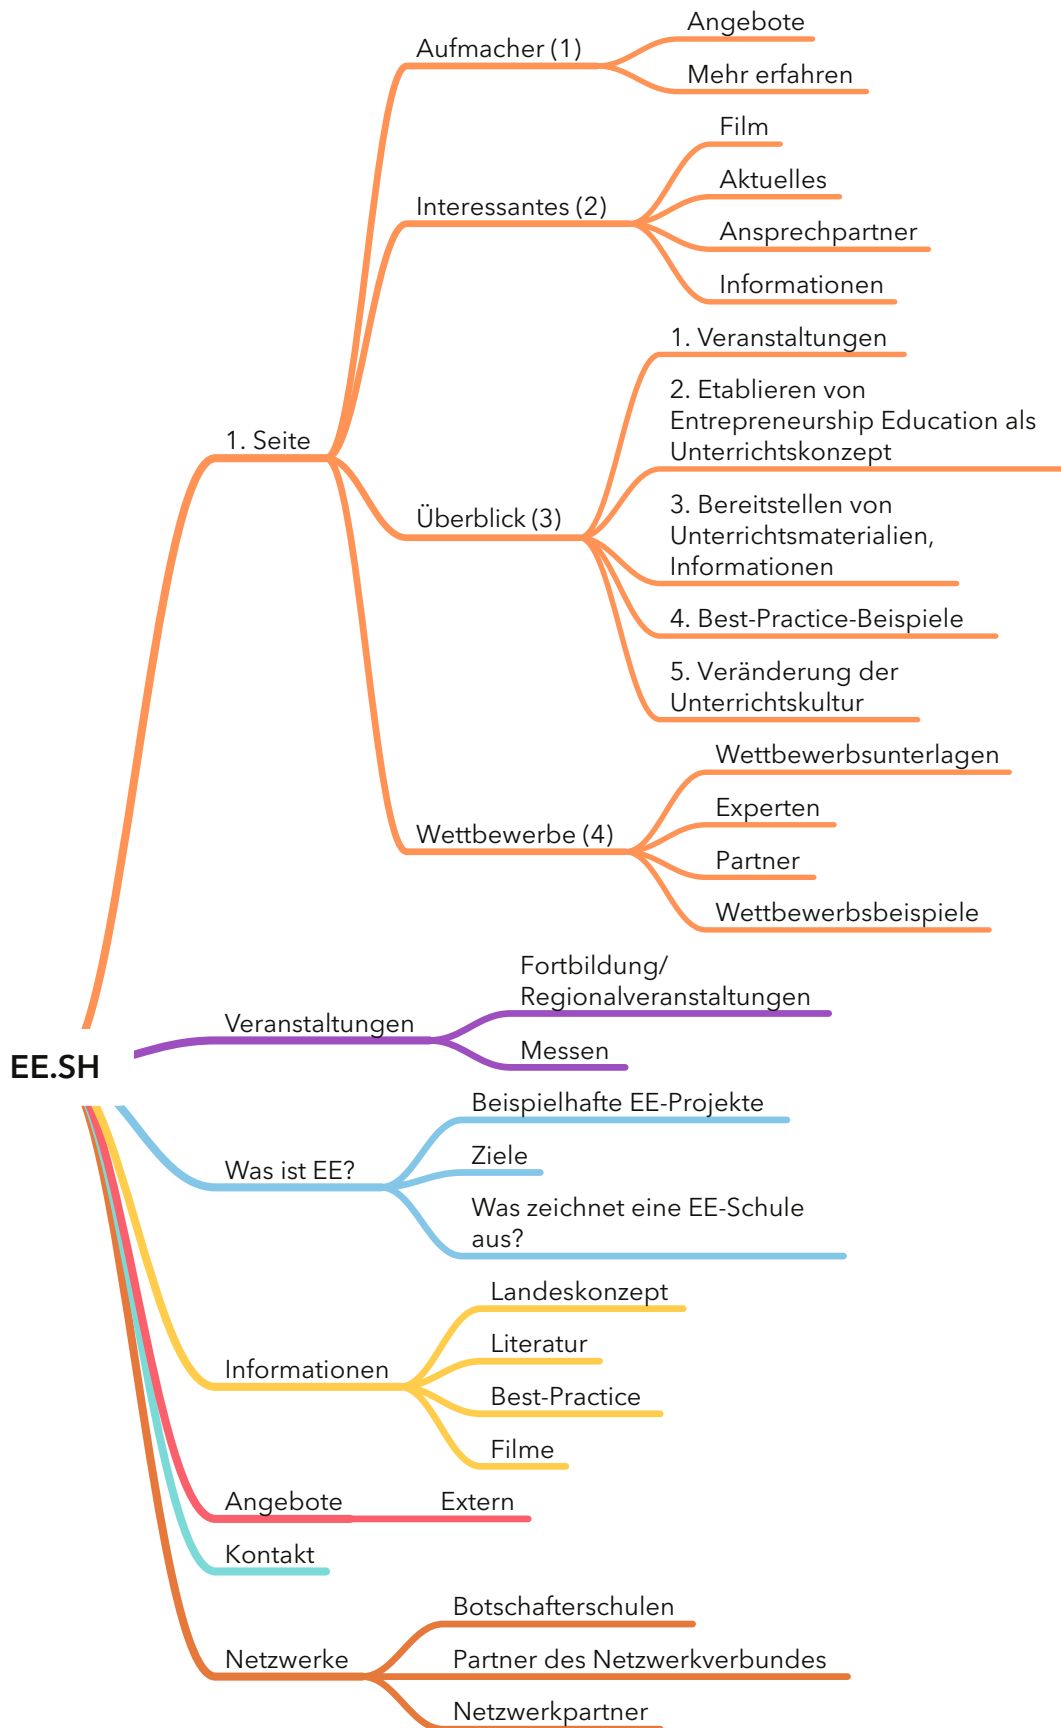 Angebote
Aufmacher (1)
Mehr erfahren
Film
Aktuelles
Interessantes (2)
Ansprechpartner
Informationen
1. Veranstaltungen
2. Etablieren von
Entrepreneurship Education als
Unterrichtskonzept
1. Seite
3. Bereitstellen von
Unterrichtsmaterialien,
Informationen
Überblick (3)
4. Best-Practice-Beispiele
5. Veränderung der
Unterrichtskultur
Wettbewerbsunterlagen
Experten
Wettbewerbe (4)
Partner
Wettbewerbsbeispiele
Fortbildung/
Regionalveranstaltungen
Veranstaltungen
Messen
EE.SH
Beispielhafte EE-Projekte
Ziele
Was ist EE?
Was zeichnet eine EE-Schule
aus?
Landeskonzept
Literatur
Informationen
Best-Practice
Filme
Angebote
Extern
Kontakt
Botschafterschulen
Netzwerke
Partner des Netzwerkverbundes
Netzwerkpartner